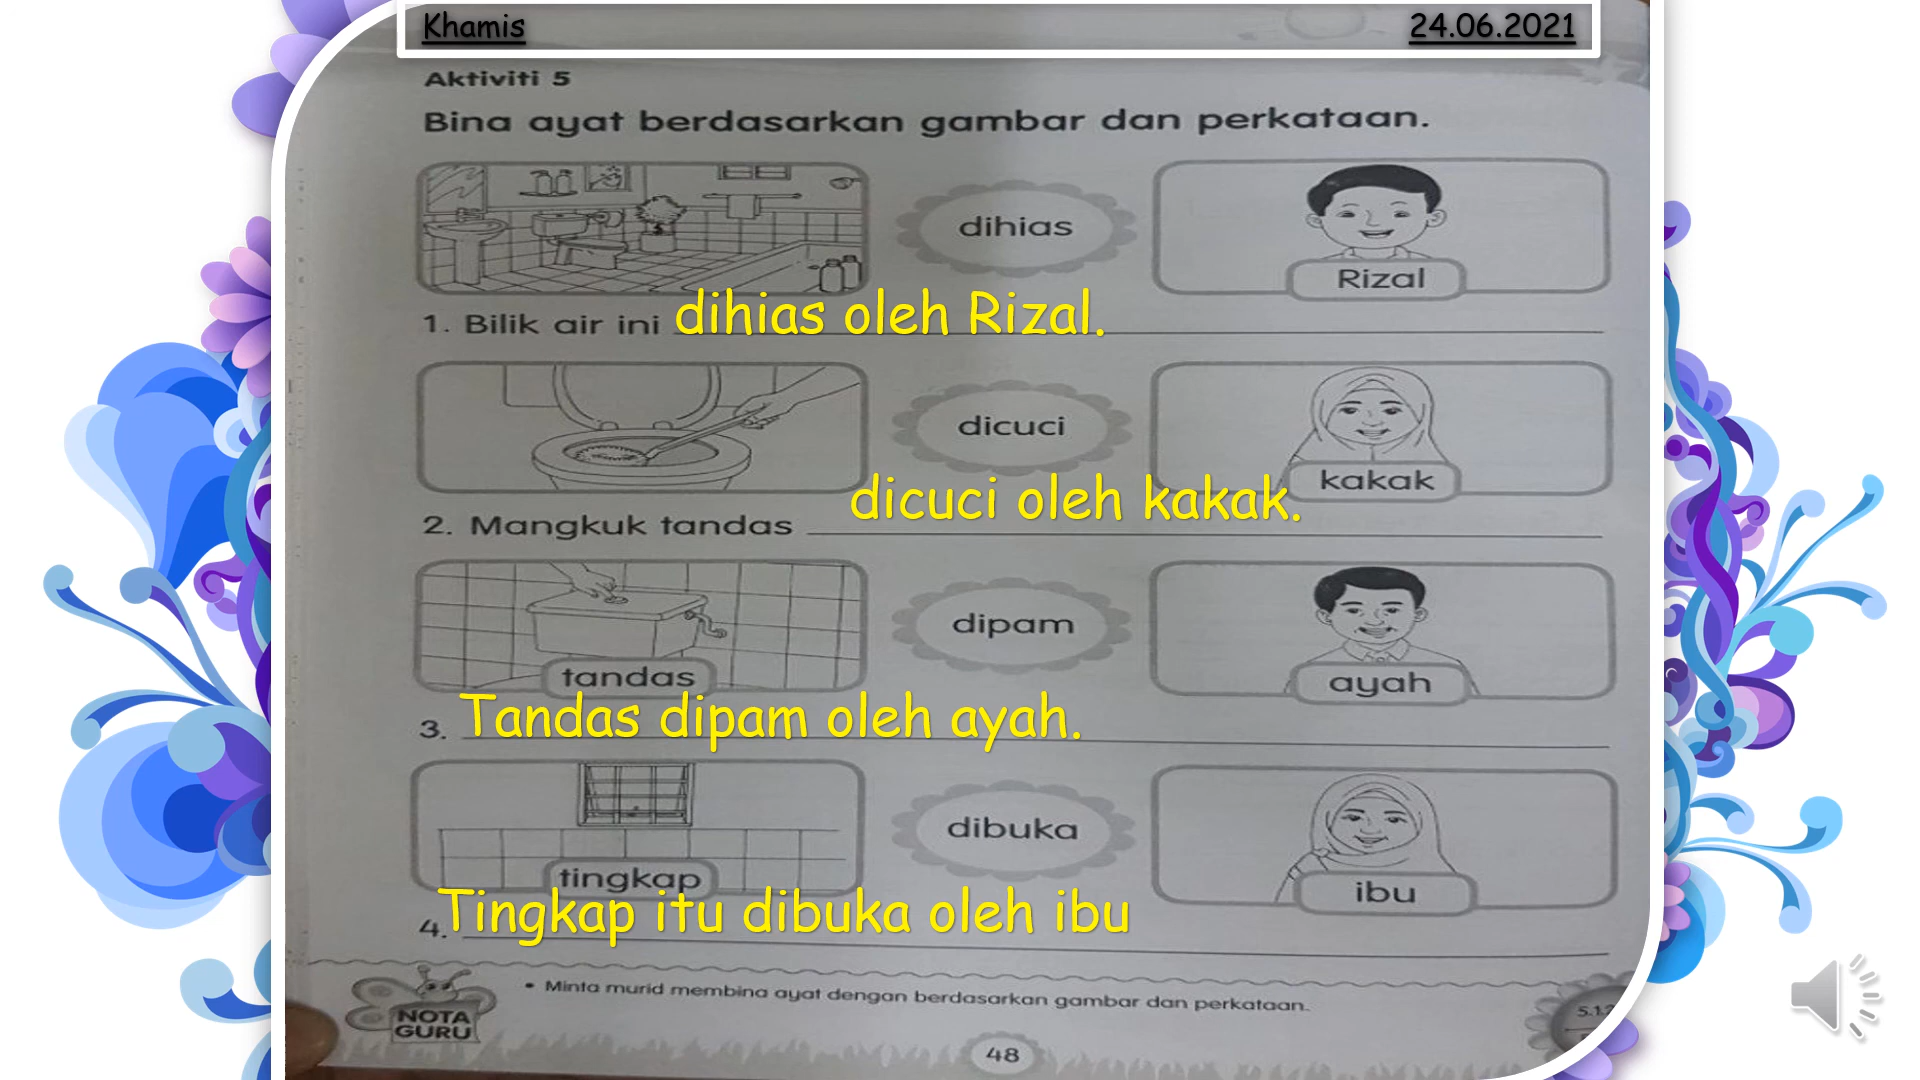 Khamis 24.06.2021
Aktiviti 5
Bina ayat berdasarkan gambar dan perkataan.
dihias
Rizal
1. Bilik air ini dihias oleh Rizal.
dicuci
kakak
2. Mangkuk tandas dicuci oleh kakak.
tandas
dipam
ayah
3. Tandas dipam oleh ayah.
tingkap
dibuka
ibu
4. Tingkap itu dibuka oleh ibu
NOTA
GURU
• Minta murid membina ayat dengan berdasarkan gambar dan perkataan.
48